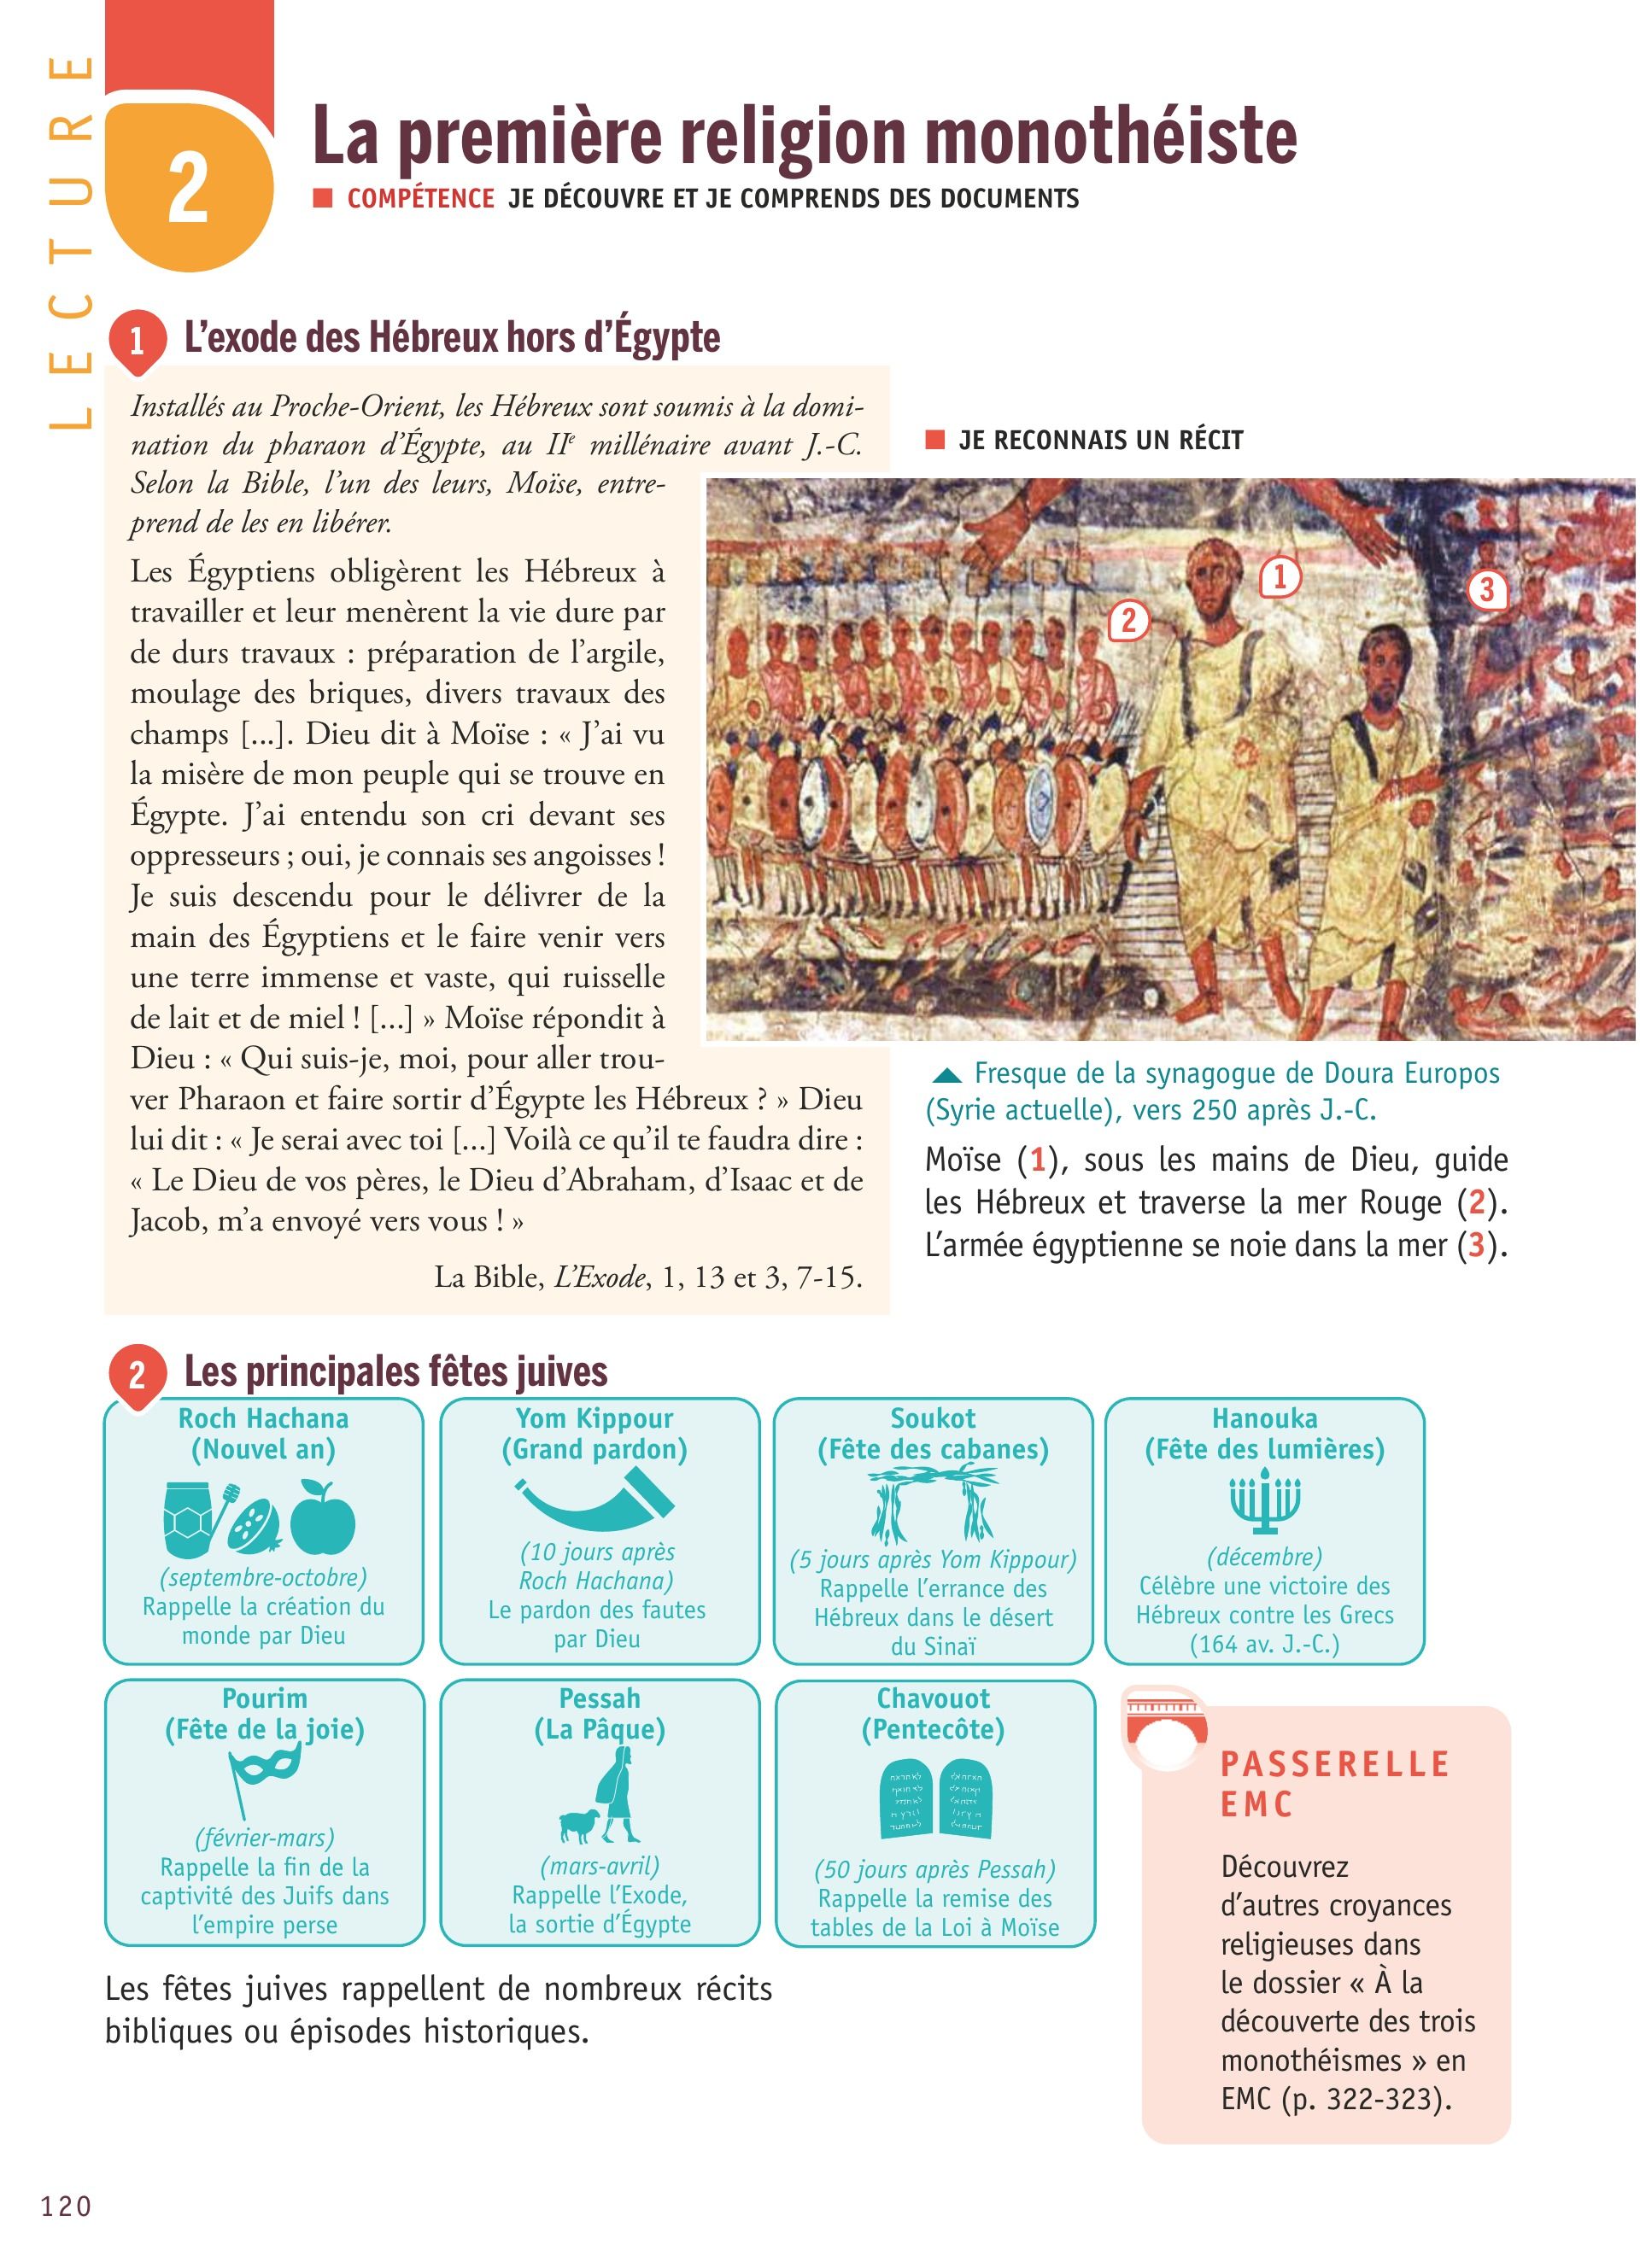 LECTURE
2
La première religion monothéiste
■ COMPÉTENCE JE DÉCOUVRE ET JE COMPRENDS DES DOCUMENTS
1 L'exode des Hébreux hors d'Égypte
Installés au Proche-Orient, les Hébreux sont soumis à la domi-
nation du pharaon d'Égypte, au IIe millénaire avant J.-C.
Selon la Bible, l'un des leurs, Moïse, entre-
prend de les en libérer.
Les Égyptiens obligèrent les Hébreux à
travailler et leur menèrent la vie dure par
de durs travaux : préparation de l'argile,
moulage des briques, divers travaux des
champs [...]. Dieu dit à Moïse : « J'ai vu
la misère de mon peuple qui se trouve en
Égypte. J'ai entendu son cri devant ses
oppresseurs ; oui, je connais ses angoisses !
Je suis descendu pour le délivrer de la
main des Égyptiens et le faire venir vers
une terre immense et vaste, qui ruisselle
de lait et de miel ! [...] » Moïse répondit à
Dieu : « Qui suis-je, moi, pour aller trou-
ver Pharaon et faire sortir d'Égypte les Hébreux ? » Dieu
lui dit : « Je serai avec toi [...] Voilà ce qu'il te faudra dire :
« Le Dieu de vos pères, le Dieu d'Abraham, d'Isaac et de
Jacob, m'a envoyé vers vous ! »
La Bible, L'Exode, 1, 13 et 3, 7-15.
■ JE RECONNAIS UN RÉCIT
1
2
3
Fresque de la synagogue de Doura Europos
(Syrie actuelle), vers 250 après J.-C.
Moïse (1), sous les mains de Dieu, guide
les Hébreux et traverse la mer Rouge (2).
L'armée égyptienne se noie dans la mer (3).
2 Les principales fêtes juives
Roch Hachana
(Nouvel an)
(septembre-octobre)
Rappelle la création du
monde par Dieu
Yom Kippour
(Grand pardon)
(10 jours après
Roch Hachana)
Le pardon des fautes
par Dieu
Soukot
(Fête des cabanes)
(5 jours après Yom Kippour)
Rappelle l'errance des
Hébreux dans le désert
du Sinaï
Hanouka
(Fête des lumières)
(décembre)
Célèbre une victoire des
Hébreux contre les Grecs
(164 av. J.-C.)
Pourim
(Fête de la joie)
(février-mars)
Rappelle la fin de la
captivité des Juifs dans
l'empire perse
Pessah
(La Pâque)
(mars-avril)
Rappelle l'Exode,
la sortie d'Égypte
Chavouot
(Pentecôte)
(50 jours après Pessah)
Rappelle la remise des
tables de la Loi à Moïse
Les fêtes juives rappellent de nombreux récits
bibliques ou épisodes historiques.
PASSERELLE
EMC
Découvrez
d'autres croyances
religieuses dans
le dossier « À la
découverte des trois
monothéismes » en
EMC (p. 322-323).
120